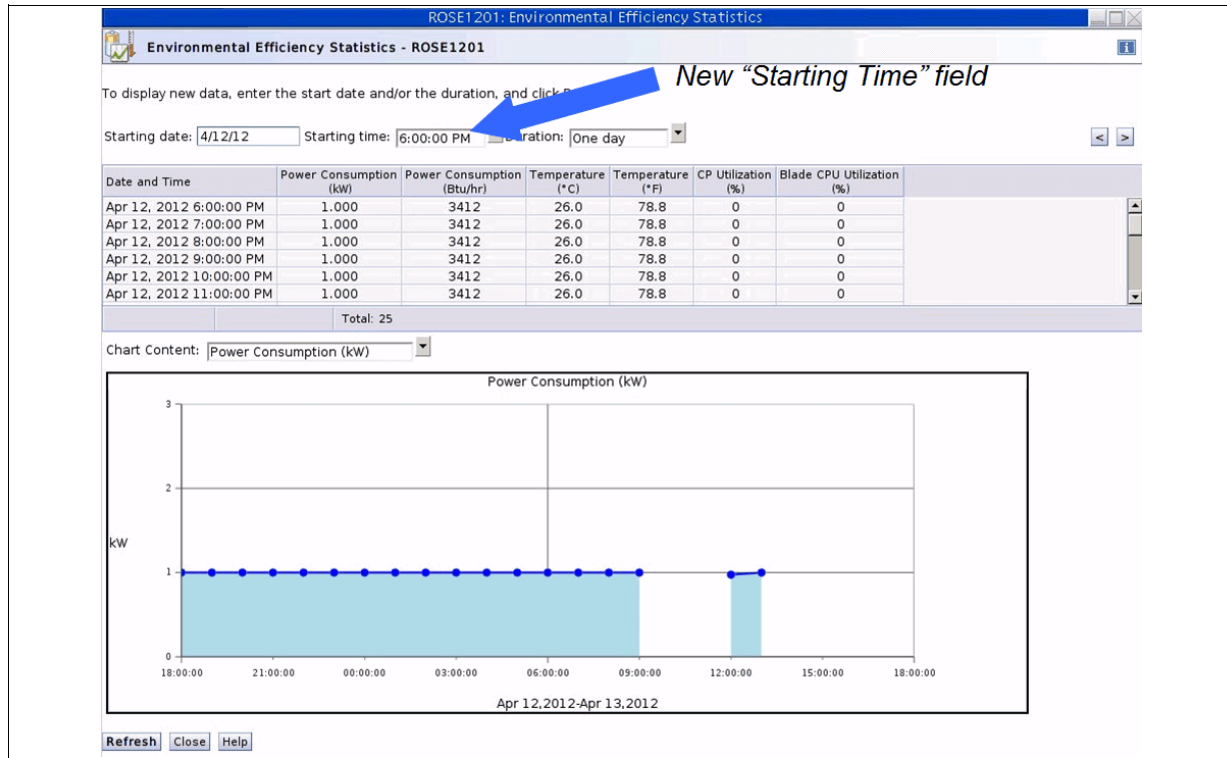 ROSE1201: Environmental Efficiency Statistics
Environmental Efficiency Statistics - ROSE1201
New “Starting Time” field
To display new data, enter the start date and/or the duration, and click
Starting date: 4/12/12 Starting time: 6:00:00 PM Duration: One day < >
Date and Time Power Consumption (kW) Power Consumption (Btu/hr) Temperature (°C) Temperature (°F) CP Utilization (%) Blade CPU Utilization (%)
Apr 12, 2012 6:00:00 PM 1.000 3412 26.0 78.8 0 0
Apr 12, 2012 7:00:00 PM 1.000 3412 26.0 78.8 0 0
Apr 12, 2012 8:00:00 PM 1.000 3412 26.0 78.8 0 0
Apr 12, 2012 9:00:00 PM 1.000 3412 26.0 78.8 0 0
Apr 12, 2012 10:00:00 PM 1.000 3412 26.0 78.8 0 0
Apr 12, 2012 11:00:00 PM 1.000 3412 26.0 78.8 0 0
Total: 25
Chart Content: Power Consumption (kW)
Power Consumption (kW)
3
2
kW
1
0
18:00:00 21:00:00 00:00:00 03:00:00 06:00:00 09:00:00 12:00:00 15:00:00 18:00:00
Apr 12,2012-Apr 13,2012
Refresh Close Help